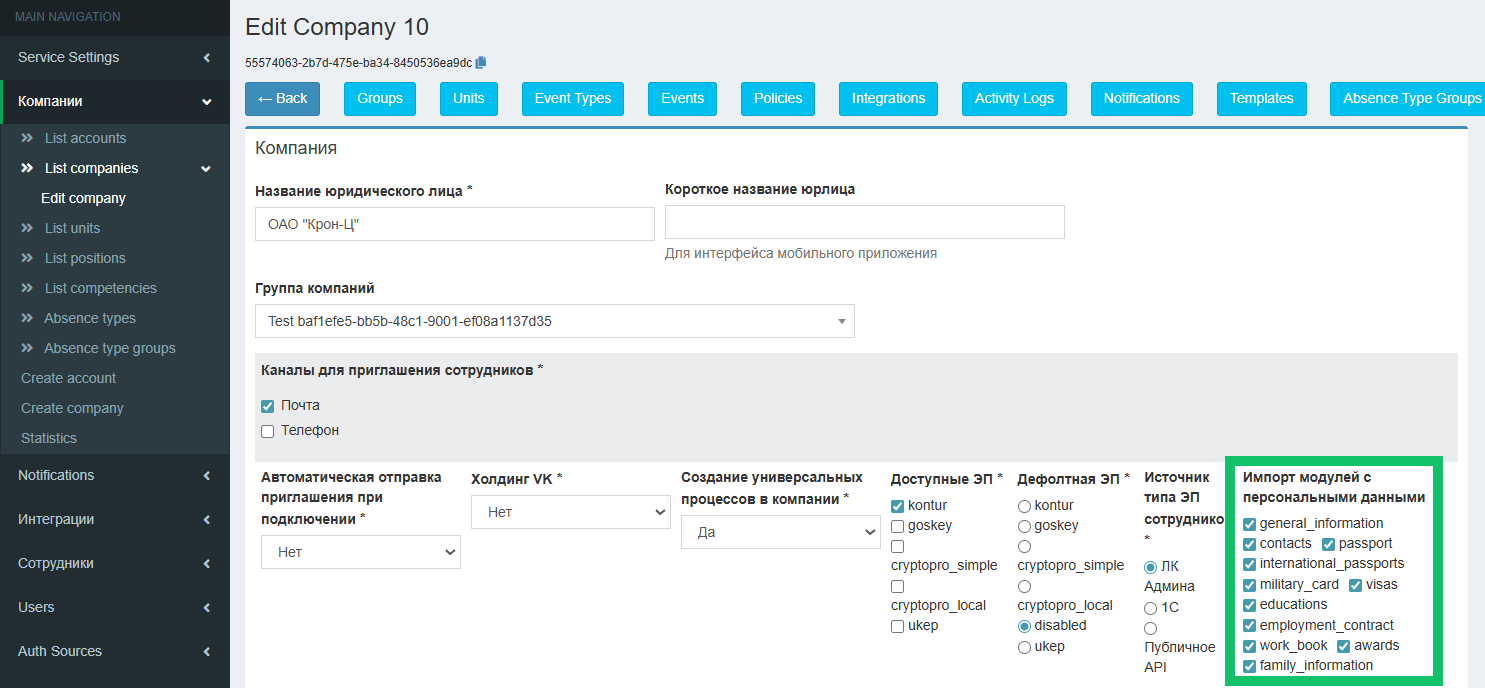 MAIN NAVIGATION
Service Settings
Компании
List accounts
List companies
Edit company
List units
List positions
List competencies
Absence types
Absence type groups
Create account
Create company
Statistics
Notifications
Интеграции
Сотрудники
Users
Auth Sources
Edit Company 10
55574063-2b7d-475e-ba34-8450536ea9dc
← Back
Groups
Units
Event Types
Events
Policies
Integrations
Activity Logs
Notifications
Templates
Absence Type Groups
Компания
Название юридического лица *
ОАО "Крон-Ц"
Короткое название юрлица
Для интерфейса мобильного приложения
Группа компаний
Test baf1efe5-bb5b-48c1-9001-ef08a1137d35
Каналы для приглашения сотрудников *
Почта
Телефон
Автоматическая отправка
приглашения при
подключении *
Нет
Холдинг VK *
Нет
Создание универсальных
процессов в компании *
Да
Доступные ЭП *
kontur
goskey
cryptopro_simple
cryptopro_local
ukep
Дефолтная ЭП *
kontur
goskey
cryptopro_simple
cryptopro_local
disabled
ukep
Источник
типа ЭП
сотруднико
*
ЛК
Админа
1С
Публичное
API
Импорт модулей с
персональными данными
general_information
contacts passport
international_passports
military_card visas
educations
employment_contract
work_book awards
family_information